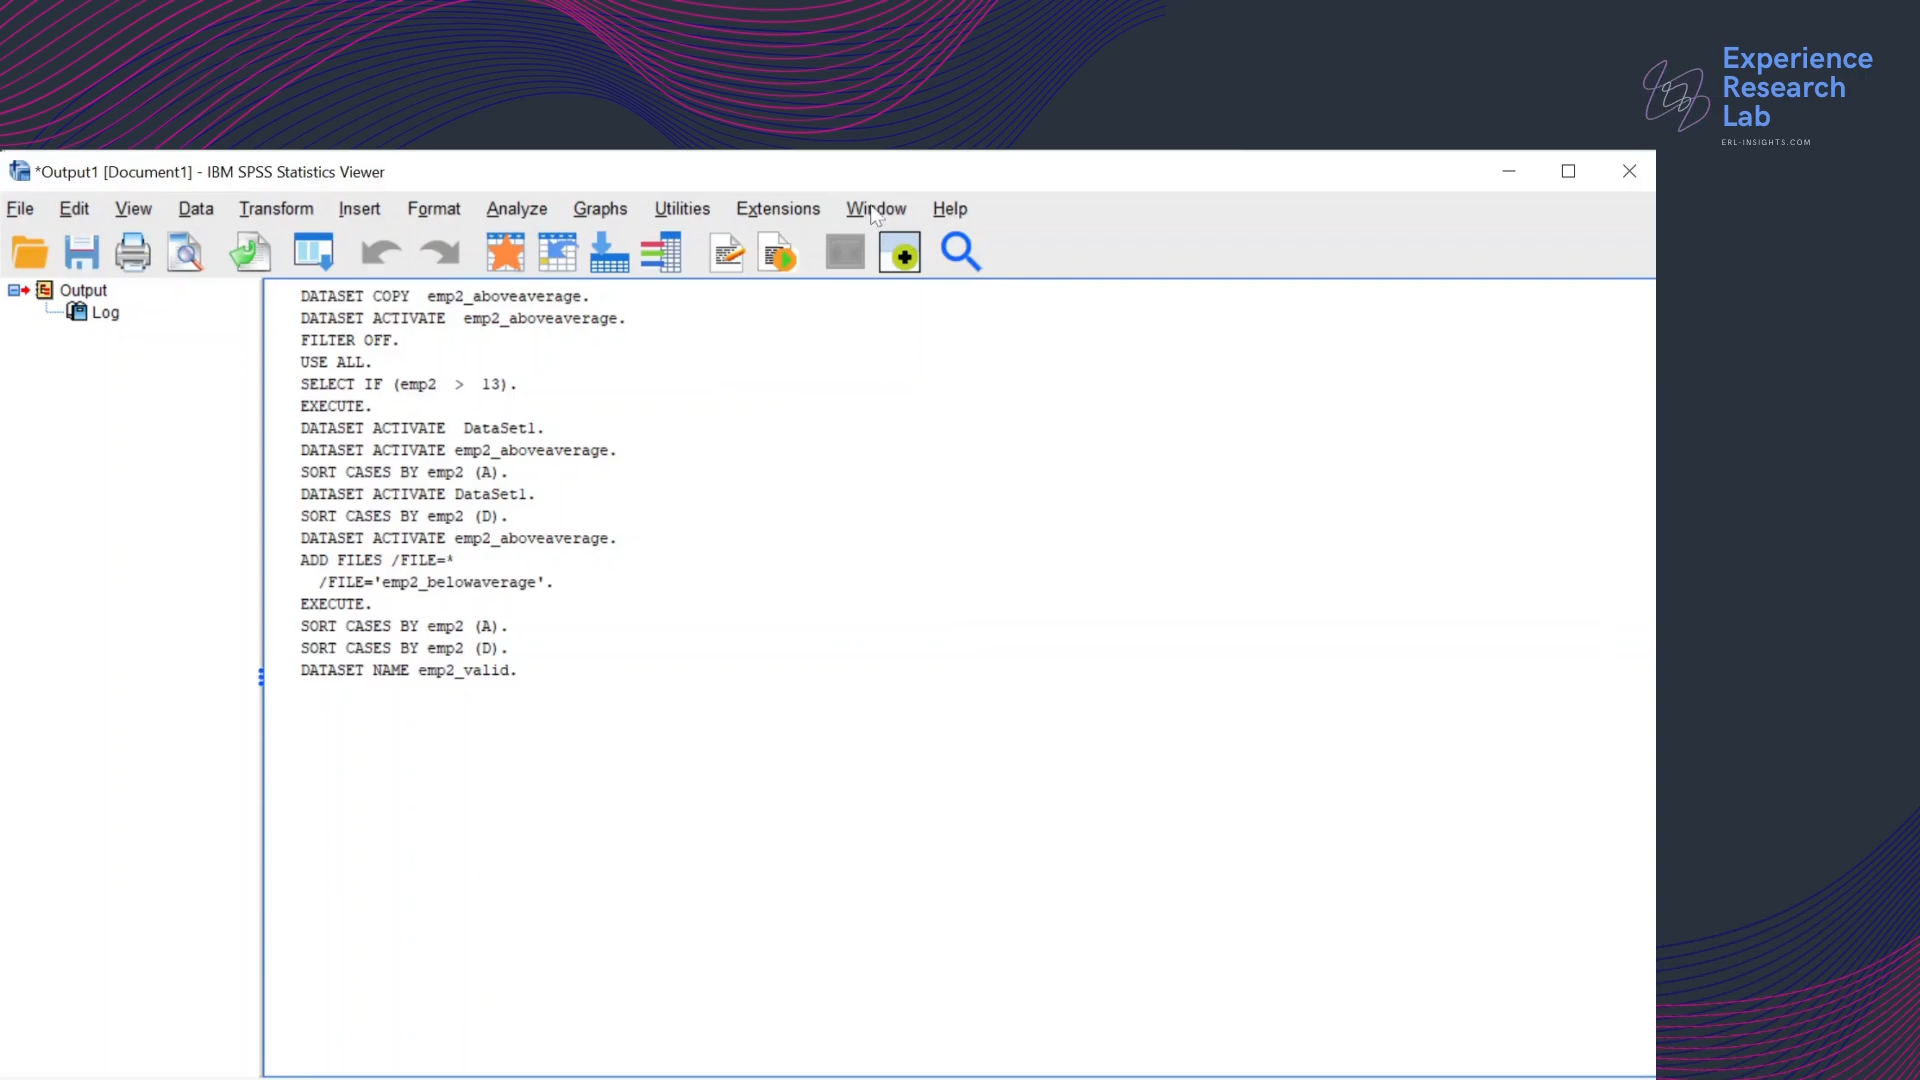 Experience
Research
Lab
ERL-INSIGHTS.COM
*Output1 [Document1] - IBM SPSS Statistics Viewer
File Edit View Data Transform Insert Format Analyze Graphs Utilities Extensions Window Help
Output
Log
DATASET COPY  emp2_aboveaverage.
DATASET ACTIVATE  emp2_aboveaverage.
FILTER OFF.
USE ALL.
SELECT IF (emp2  >  13).
EXECUTE.
DATASET ACTIVATE  DataSet1.
DATASET ACTIVATE emp2_aboveaverage.
SORT CASES BY emp2 (A).
DATASET ACTIVATE DataSet1.
SORT CASES BY emp2 (D).
DATASET ACTIVATE emp2_aboveaverage.
ADD FILES /FILE=*
  /FILE='emp2_belowaverage'.
EXECUTE.
SORT CASES BY emp2 (A).
SORT CASES BY emp2 (D).
DATASET NAME emp2_valid.